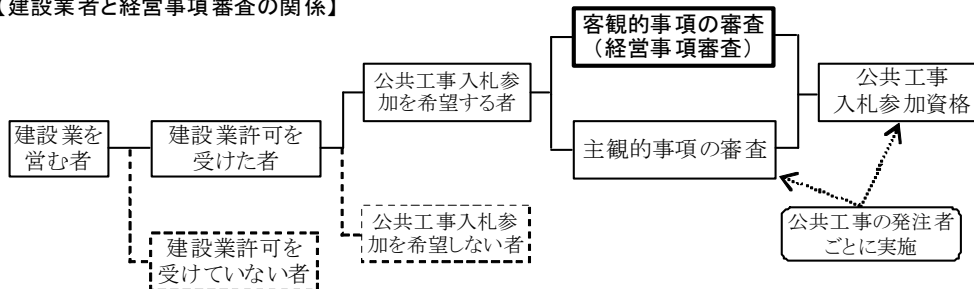 【建設業者と経営事項審査の関係】
客観的事項の審査
（経営事項審査）
公共工事入札参
加を希望する者
公共工事
入札参加資格
建設業を
営む者
建設業許可を
受けた者
主観的事項の審査
公共工事入札参
加を希望しない者
公共工事の発注者
ごとに実施
建設業許可を
受けていない者